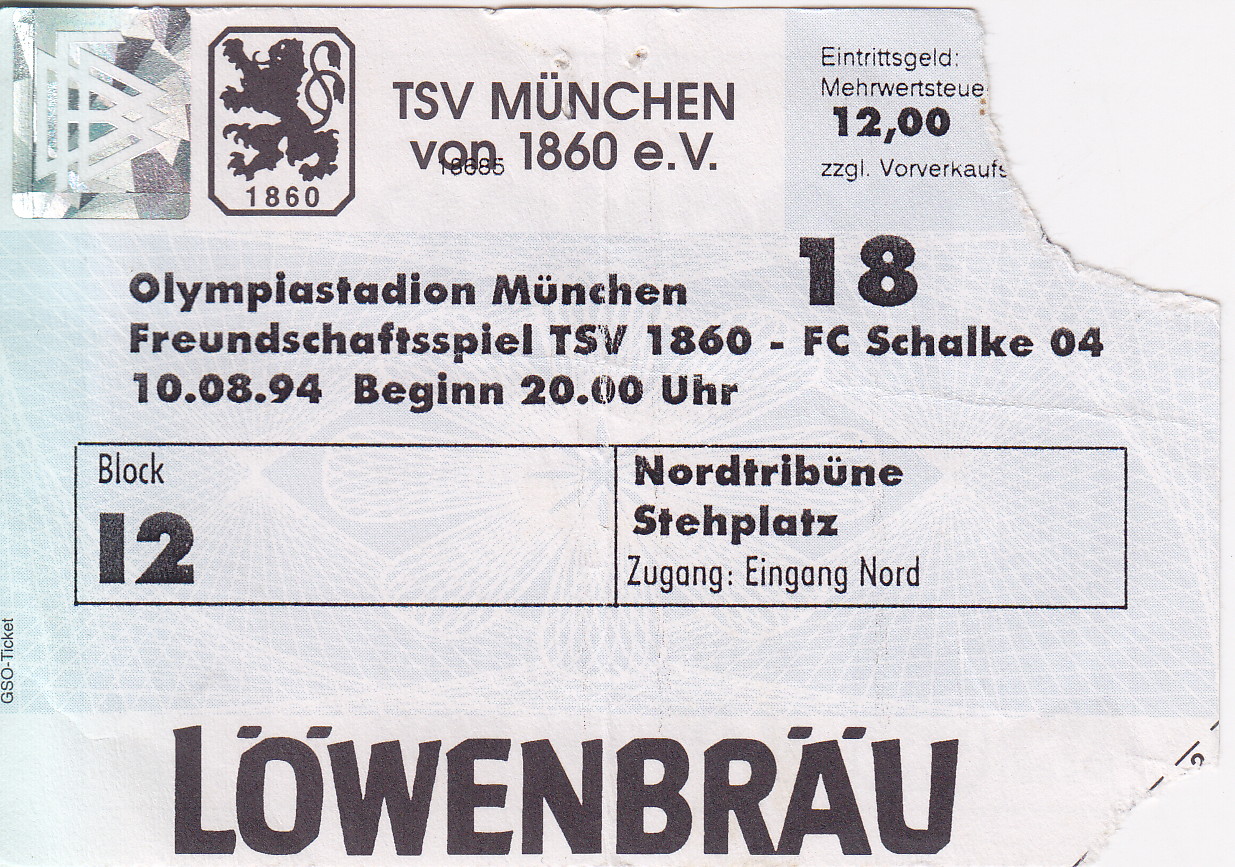 1860
TSV MÜNCHEN
von 1860 e.V.
18685
Eintrittsgeld:
Mehrwertsteue
12,00
zzgl. Vorverkaufs
18
Olympiastadion München
Freundschaftsspiel TSV 1860 - FC Schalke 04
10.08.94 Beginn 20.00 Uhr
Block
12
Nordtribüne
Stehplatz
Zugang: Eingang Nord
GSO-Ticket
LÖWENBRÄU